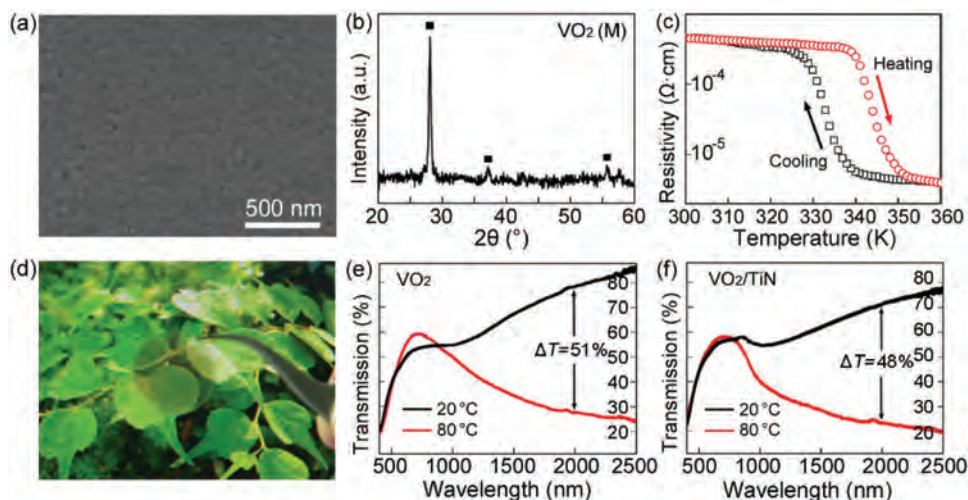 (a)
500 nm
(b)
VO₂ (M)
Intensity (a.u.)
20 30 40 50 60
2θ (°)
(c)
Heating
Cooling
Resistivity (Ω·cm)
10⁻⁴
10⁻⁵
300 310 320 330 340 350 360
Temperature (K)
(d)
(e)
VO₂
Transmission (%)
80
70
60
50
40
30
20
ΔT=51%
20°C
80°C
500 1000 1500 2000 2500
Wavelength (nm)
(f)
VO₂/TiN
Transmission (%)
80
70
60
50
40
30
20
ΔT=48%
20°C
80°C
500 1000 1500 2000 2500
Wavelength (nm)